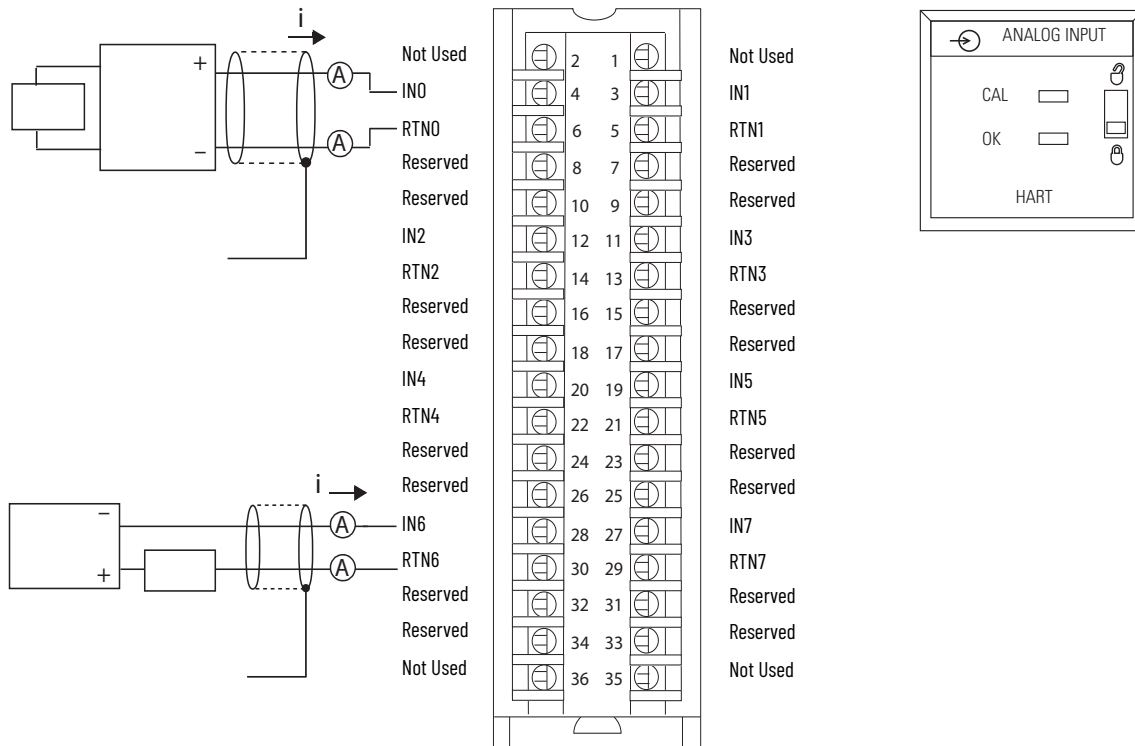 i
+
A
−
A
i
−
A
+
A
Not Used
IN0
RTN0
Reserved
Reserved
IN2
RTN2
Reserved
Reserved
IN4
RTN4
Reserved
Reserved
IN6
RTN6
Reserved
Reserved
Not Used
2 1
4 3
6 5
8 7
10 9
12 11
14 13
16 15
18 17
20 19
22 21
24 23
26 25
28 27
30 29
32 31
34 33
36 35
Not Used
IN1
RTN1
Reserved
Reserved
IN3
RTN3
Reserved
Reserved
IN5
RTN5
Reserved
Reserved
IN7
RTN7
Reserved
Reserved
Not Used
ANALOG INPUT
CAL
OK
HART